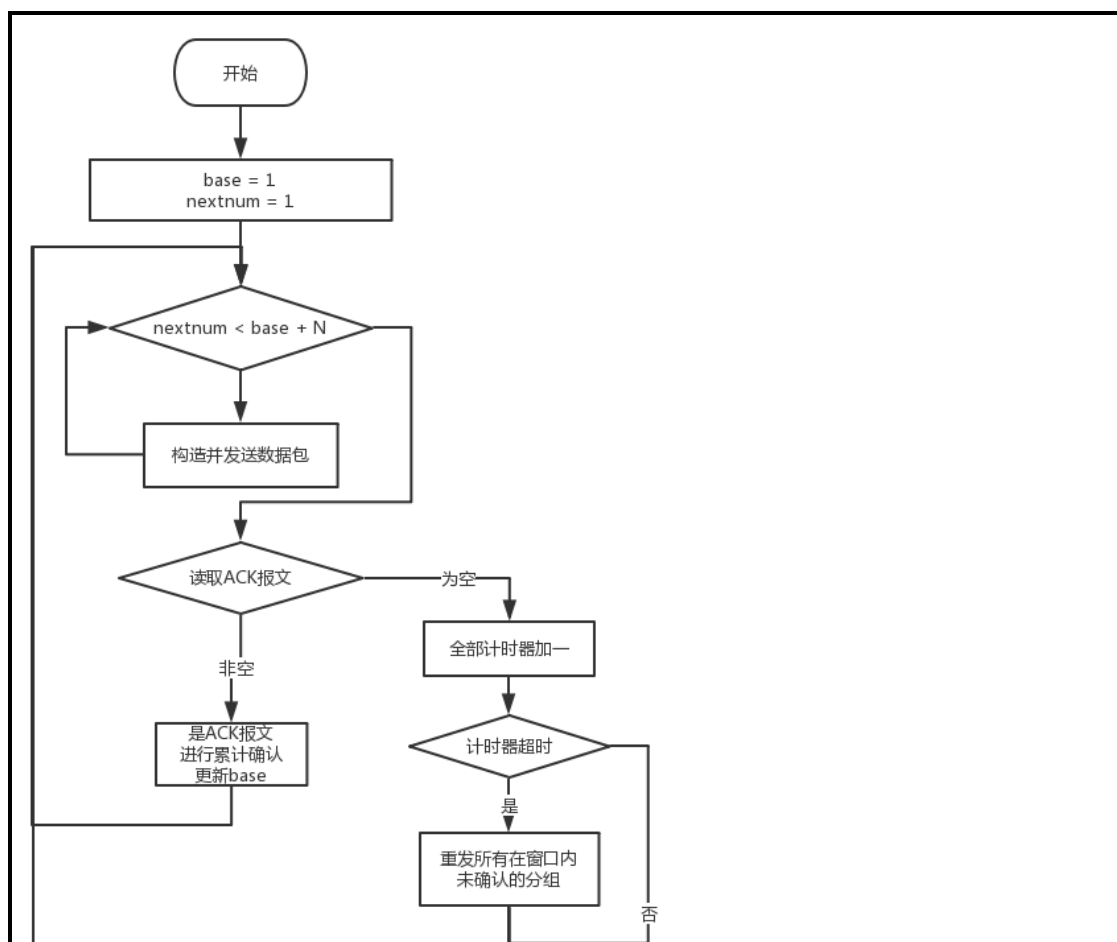 开始
base = 1
nextnum = 1
nextnum < base + N
构造并发送数据包
读取ACK报文
为空
全部计时器加一
非空
是ACK报文
进行累计确认
更新base
计时器超时
是
重发所有在窗口内
未确认的分组
否